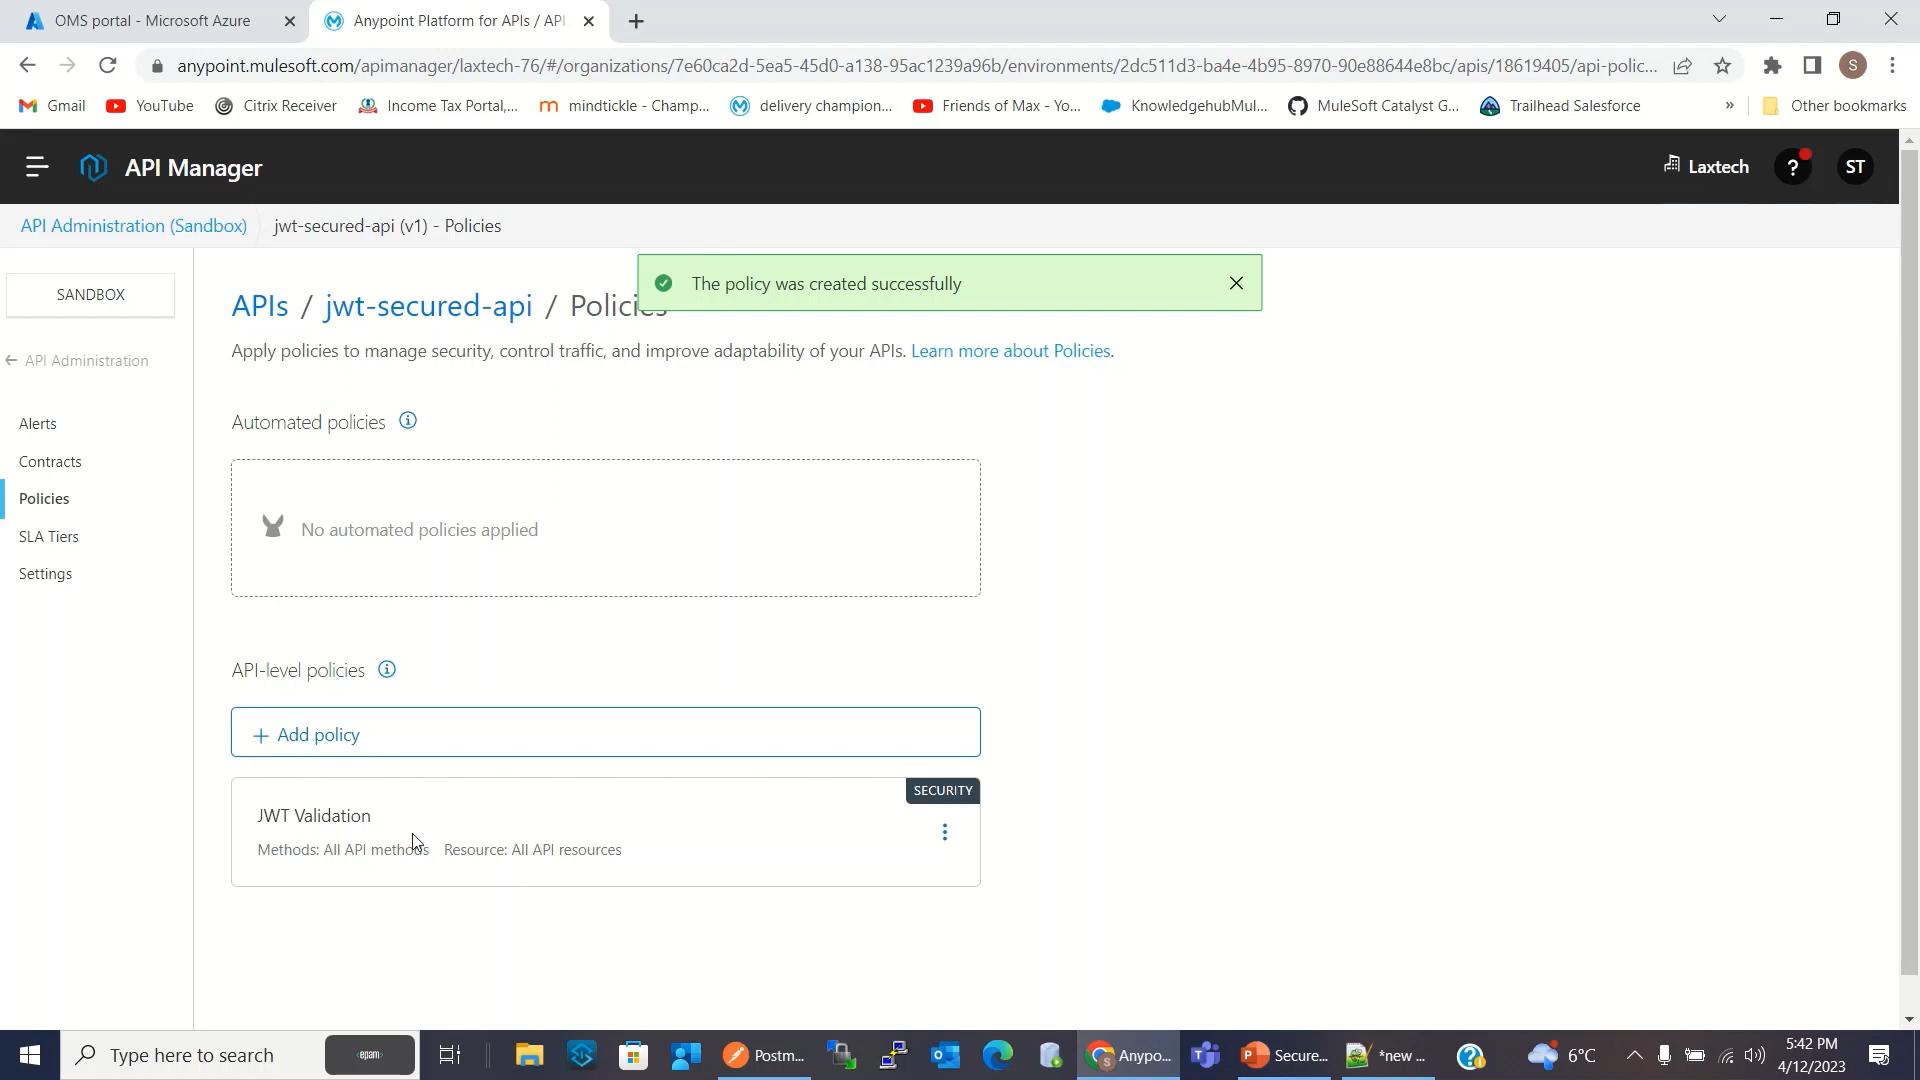 OMS portal - Microsoft Azure
Anypoint Platform for APIs / API
anypoint.mulesoft.com/apimanager/laxtech-76/#/organizations/7e60ca2d-5ea5-45d0-a138-95ac1239a96b/environments/2dc511d3-ba4e-4b95-8970-90e88644e8bc/apis/18619405/api-polic...
S
Gmail
YouTube
Citrix Receiver
Income Tax Portal,...
mindtickle - Champ...
delivery champion...
Friends of Max - Yo...
KnowledgehubMul...
MuleSoft Catalyst G...
Trailhead Salesforce
»
Other bookmarks
API Manager
Laxtech
?
ST
API Administration (Sandbox)
jwt-secured-api (v1) - Policies
SANDBOX
The policy was created successfully
APIs / jwt-secured-api / Policies
Apply policies to manage security, control traffic, and improve adaptability of your APIs. Learn more about Policies.
← API Administration
Alerts
Contracts
Policies
SLA Tiers
Settings
Automated policies
No automated policies applied
API-level policies
+ Add policy
SECURITY
JWT Validation
Methods: All API methods Resource: All API resources
Type here to search
<epam>
Postm...
Anypo...
Secure...
*new ...
6°C
5:42 PM
4/12/2023